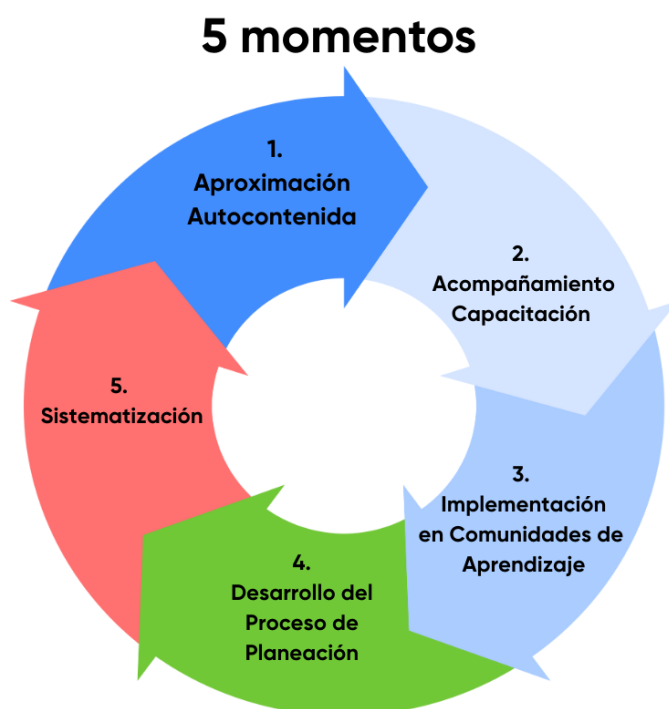 5 momentos
1.
Aproximación
Autocontenida
2.
Acompañamiento
Capacitación
3.
Implementación
en Comunidades de
Aprendizaje
4.
Desarrollo del
Proceso de
Planeación
5.
Sistematización